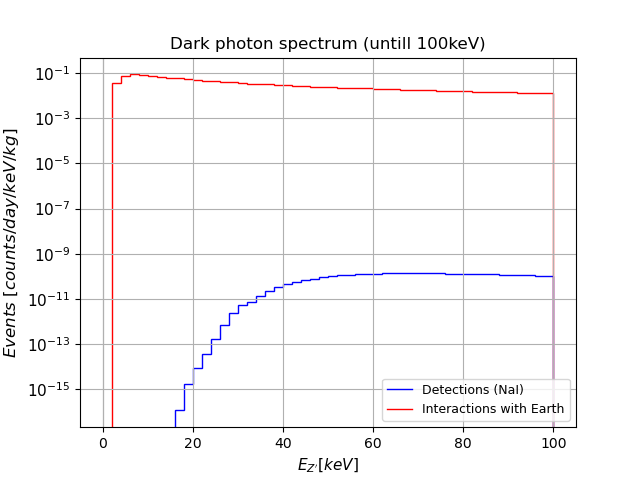 Dark photon spectrum (untill 100keV)
Events [counts/day/keV/kg]
10⁻¹
10⁻³
10⁻⁵
10⁻⁷
10⁻⁹
10⁻¹¹
10⁻¹³
10⁻¹⁵
Detections (NaI)
Interactions with Earth
0 20 40 60 80 100
E_{Z'}[keV]